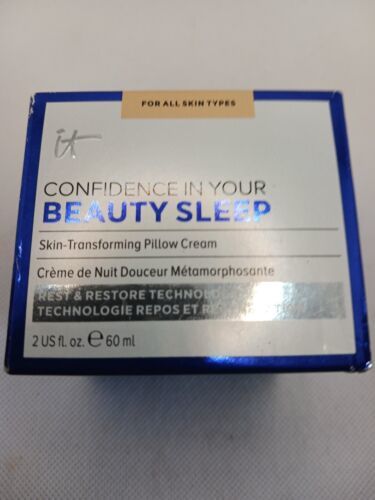 FOR ALL SKIN TYPES
it
CONFIDENCE IN YOUR
BEAUTY SLEEP
Skin-Transforming Pillow Cream
Crème de Nuit Douceur Métamorphosante
REST & RESTORE
TECHNOLOGIE REPOS ET
2 US fl. oz. e 60 ml